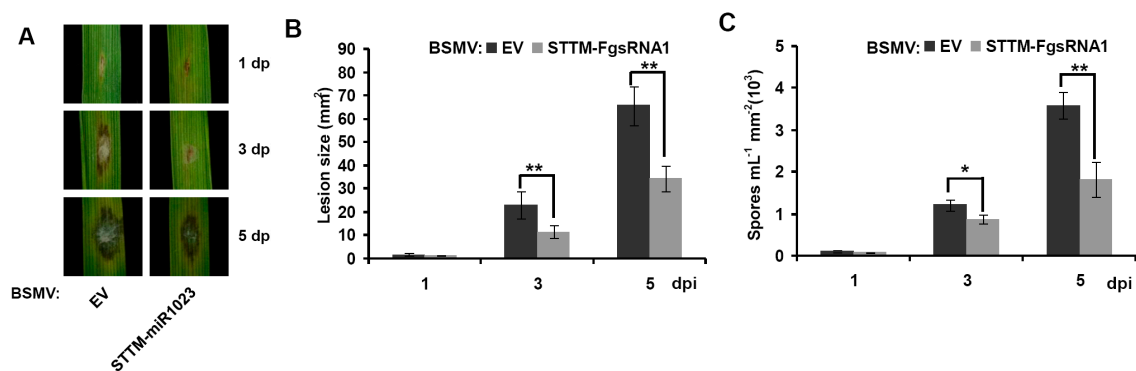 A
1 dp
3 dp
5 dp
BSMV:
EV
STTM-miR1023
B
BSMV: EV STTM-FgsRNA1
Lesion size (mm²)
90
80
70
60
50
40
30
20
10
0
**
**
1 3 5 dpi
C
BSMV: EV STTM-FgsRNA1
Spores mL⁻¹ mm⁻²(10³)
5
4
3
2
1
0
*
**
1 3 5 dpi